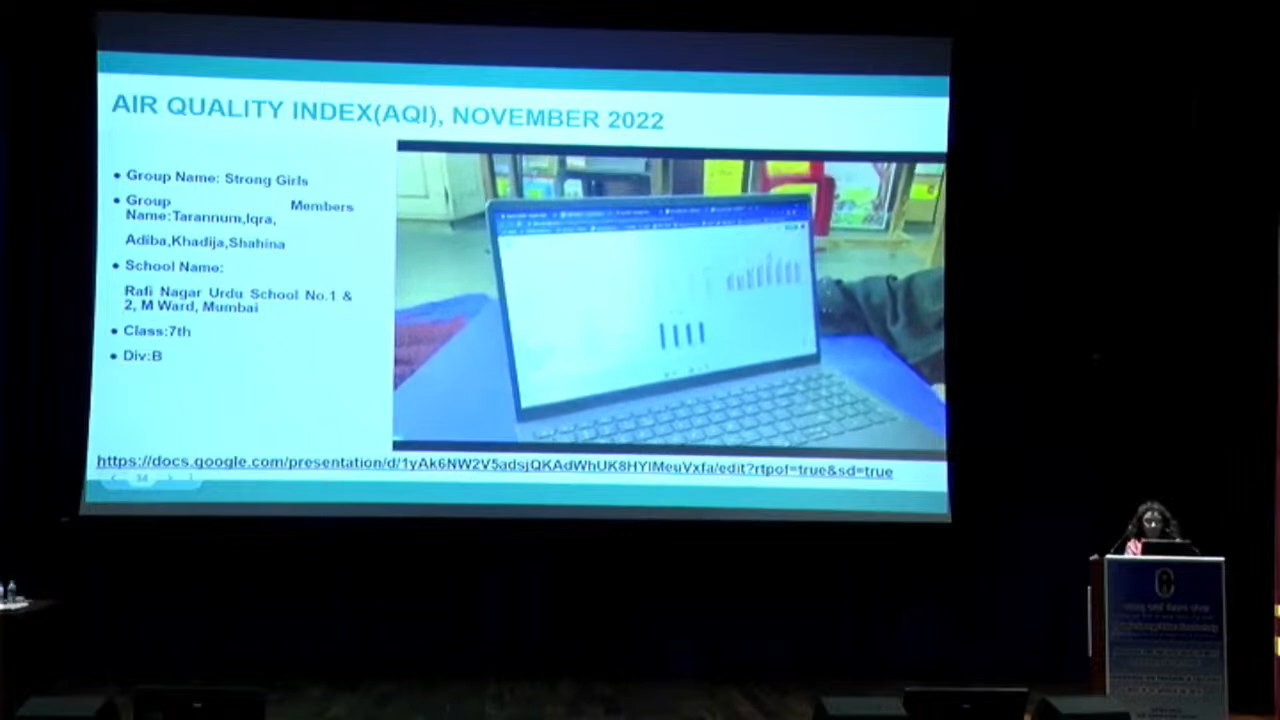 AIR QUALITY INDEX(AQI), NOVEMBER 2022
• Group Name: Strong Girls
• Group Members
Name:Tarannum,Iqra,
Adiba,Khadija,Shahina
• School Name:
Rafi Nagar Urdu School No.1 &
2, M Ward, Mumbai
• Class:7th
• Div:B
https://docs.google.com/presentation/d/1yAk6NW2V5adsjQKAdWhUK8HYIMeuVxfa/edit?rtpof=true&sd=true
34